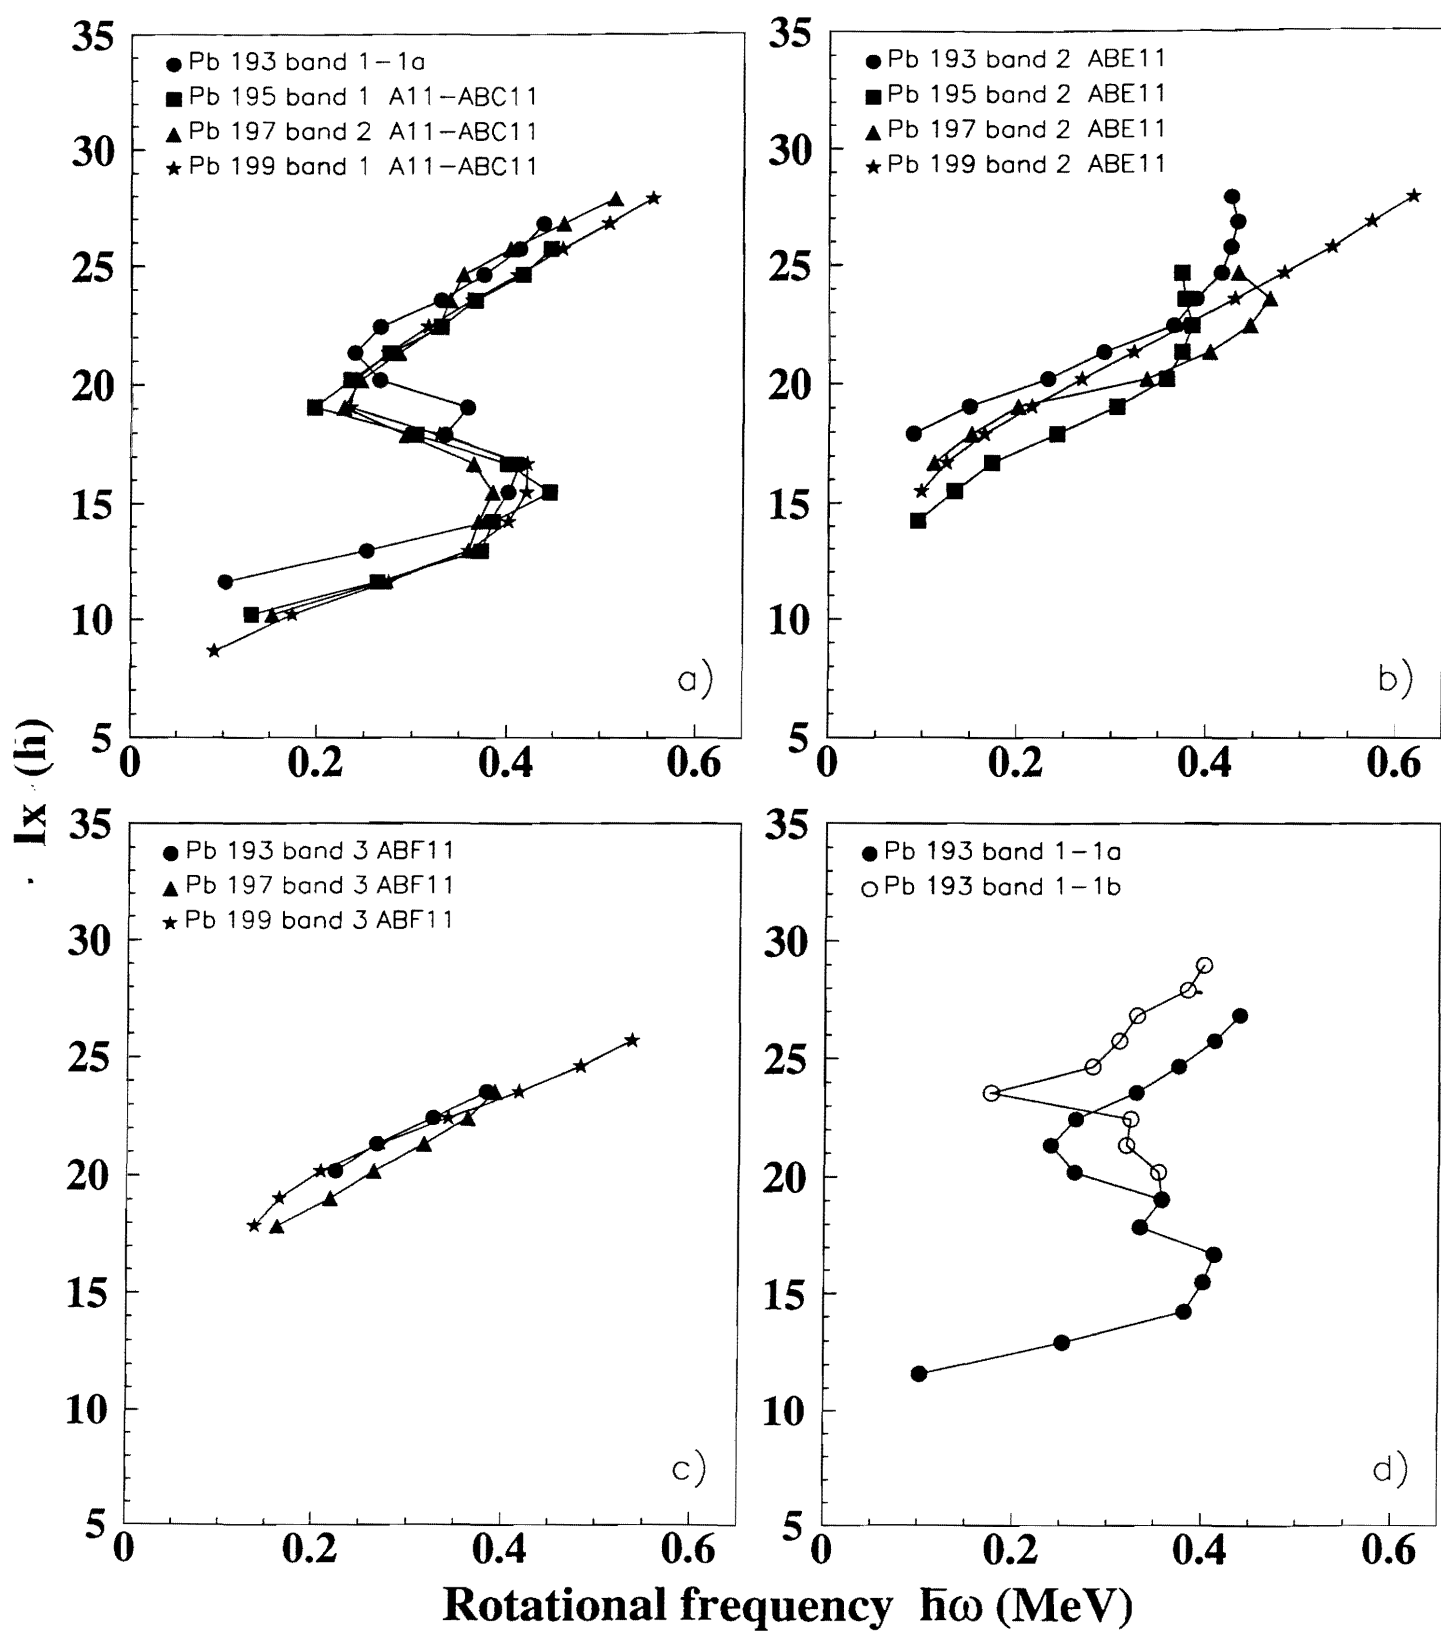 35
30
25
20
15
10
5
0
0.2
0.4
0.6
Pb 193 band 1-1a
Pb 195 band 1 A11-ABC11
Pb 197 band 2 A11-ABC11
Pb 199 band 1 A11-ABC11
a)
35
30
25
20
15
10
5
0
0.2
0.4
0.6
Pb 193 band 2 ABE11
Pb 195 band 2 ABE11
Pb 197 band 2 ABE11
Pb 199 band 2 ABE11
b)
Ix (ħ)
35
30
25
20
15
10
5
0
0.2
0.4
0.6
Pb 193 band 3 ABF11
Pb 197 band 3 ABF11
Pb 199 band 3 ABF11
c)
35
30
25
20
15
10
5
0
0.2
0.4
0.6
Pb 193 band 1-1a
Pb 193 band 1-1b
d)
Rotational frequency ħω (MeV)